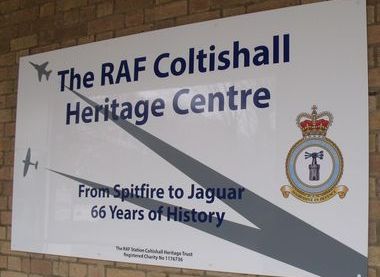 The RAF Coltishall
Heritage Centre
From Spitfire to Jaguar
66 Years of History
The RAF Station Coltishall Heritage Trust
Registered Charity No 1176736